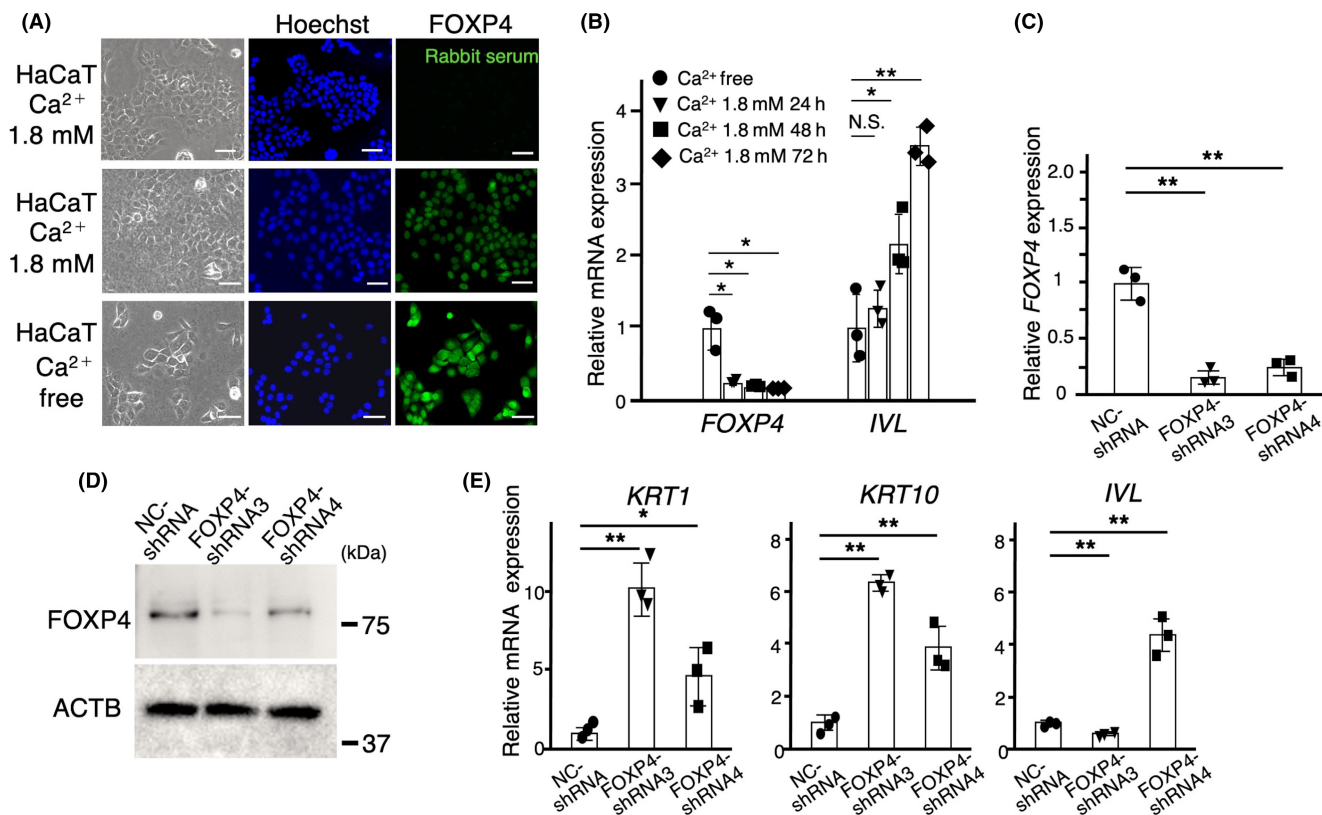 (A)
Hoechst
FOXP4
HaCaT
Ca²⁺
1.8 mM
Rabbit serum
HaCaT
Ca²⁺
1.8 mM
HaCaT
Ca²⁺
free
(B)
Relative mRNA expression
4
3
2
1
0
Ca²⁺ free
Ca²⁺ 1.8 mM 24 h
Ca²⁺ 1.8 mM 48 h
Ca²⁺ 1.8 mM 72 h
*
*
*
**
*
N.S.
FOXP4
IVL
(C)
Relative FOXP4 expression
2.0
1.5
1.0
0.5
0
**
**
NC-
shRNA
FOXP4-
shRNA3
FOXP4-
shRNA4
(D)
NC-
shRNA
FOXP4-
shRNA3
FOXP4-
shRNA4
(kDa)
FOXP4
75
ACTB
37
(E)
Relative mRNA expression
KRT1
*
**
10
5
0
NC-
shRNA
FOXP4-
shRNA3
FOXP4-
shRNA4
KRT10
**
**
8
6
4
2
0
NC-
shRNA
FOXP4-
shRNA3
FOXP4-
shRNA4
IVL
**
**
8
6
4
2
0
NC-
shRNA
FOXP4-
shRNA3
FOXP4-
shRNA4